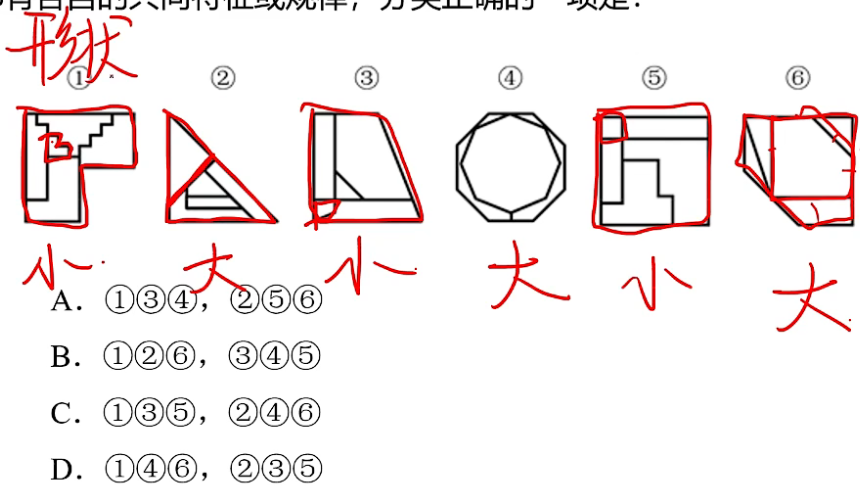 有各自的共同特征或规律，分类正确的一项是：
形状
① ② ③ ④ ⑤ ⑥
小 大 小 大 小 大
A．①③④，②⑤⑥
B．①②⑥，③④⑤
C．①③⑤，②④⑥
D．①④⑥，②③⑤